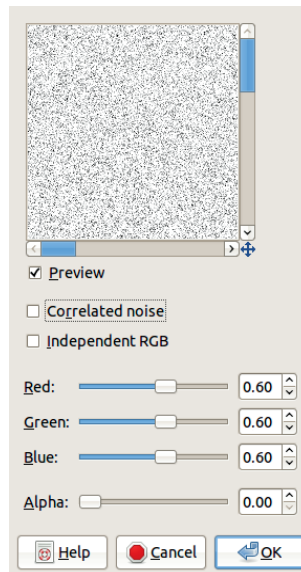 Preview
Correlated noise
Independent RGB
Red: 0.60
Green: 0.60
Blue: 0.60
Alpha: 0.00
Help Cancel OK